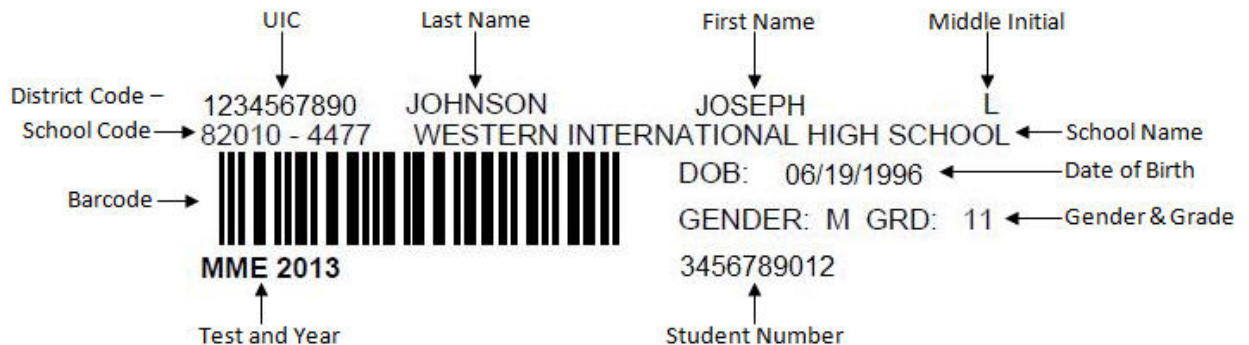 UIC Last Name First Name Middle Initial
District Code – 1234567890 JOHNSON JOSEPH L
School Code 82010 - 4477 WESTERN INTERNATIONAL HIGH SCHOOL School Name
DOB: 06/19/1996 Date of Birth
Barcode
GENDER: M GRD: 11 Gender & Grade
MME 2013 3456789012
Test and Year Student Number